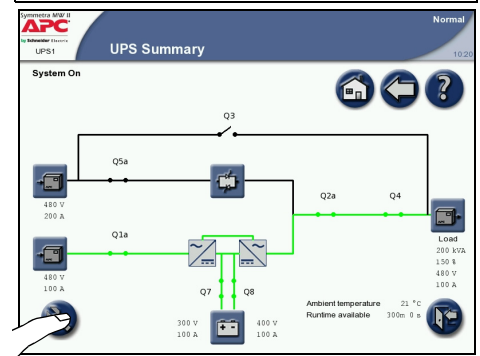 Symmetra MW II
APC
by Schneider Electric
UPS1
UPS Summary
Normal
10:20
System On
Q3
Q5a
480 V
200 A
Q2a
Q4
Q1a
480 V
100 A
Load
200 kVA
150 %
480 V
100 A
Q7
Q8
300 V
100 A
400 V
100 A
Ambient temperature 21 °C
Runtime available 300m 0 s